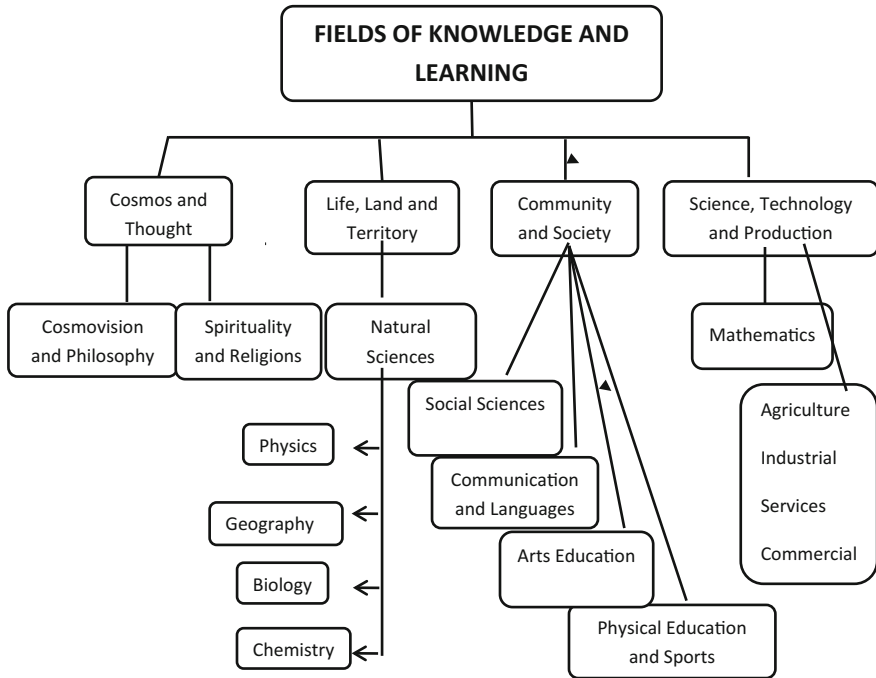 FIELDS OF KNOWLEDGE AND
LEARNING
Cosmos and
Thought
Life, Land and
Territory
Community
and Society
Science, Technology
and Production
Cosmovision
and Philosophy
Spirituality
and Religions
Natural
Sciences
Mathematics
Social Sciences
Physics
Communication
and Languages
Geography
Arts Education
Biology
Physical Education
and Sports
Chemistry
Agriculture
Industrial
Services
Commercial